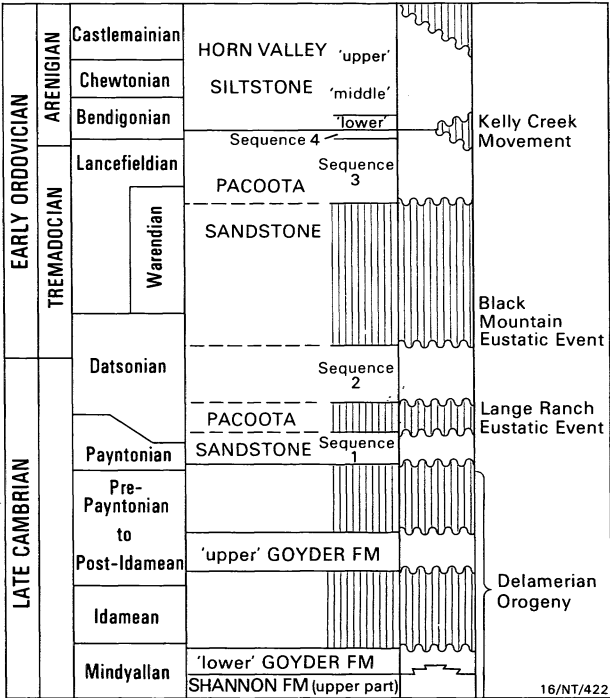 EARLY ORDOVICIAN
LATE CAMBRIAN
ARENIGIAN
TREMADOCIAN
Castlemainian
Chewtonian
Bendigonian
Lancefieldian
Warendian
Datsonian
Payntonian
Pre-
Payntonian
to
Post-Idamean
Idamean
Mindyallan
HORN VALLEY
'upper'
SILTSTONE
'middle'
'lower'
Sequence 4
Sequence
3
PACOOTA
SANDSTONE
Sequence
2
PACOOTA
SANDSTONE
Sequence
1
'upper' GOYDER FM
'lower' GOYDER FM
SHANNON FM (upper part)
Kelly Creek
Movement
Black
Mountain
Eustatic Event
Lange Ranch
Eustatic Event
Delamerian
Orogeny
16/NT/422